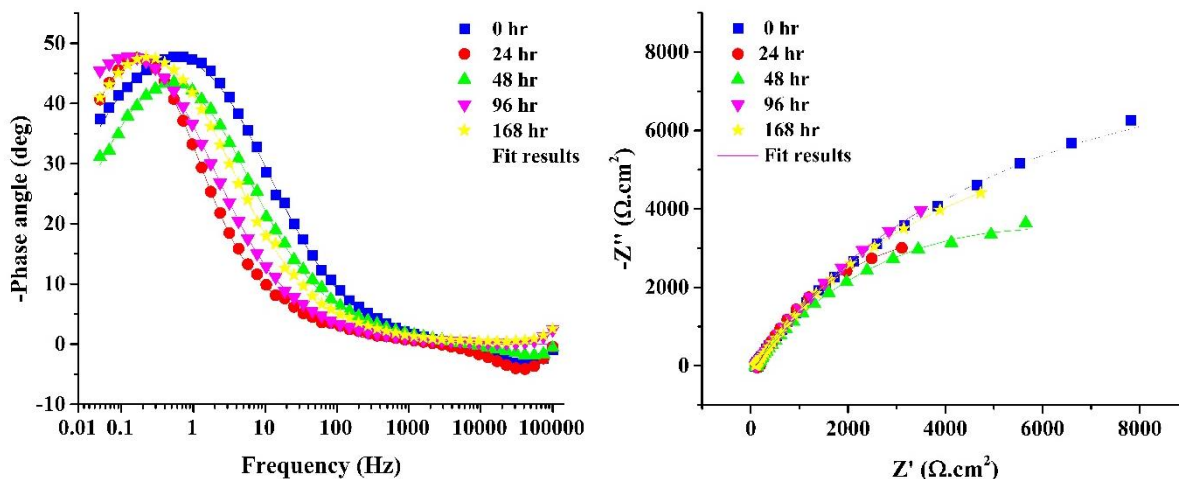 0 hr
24 hr
48 hr
96 hr
168 hr
Fit results
50
40
30
20
10
0
-10
-Phase angle (deg)
0.01 0.1 1 10 100 1000 10000 100000
Frequency (Hz)
0 hr
24 hr
48 hr
96 hr
168 hr
Fit results
8000
6000
4000
2000
0
-Z'' (Ω.cm²)
0 2000 4000 6000 8000
Z' (Ω.cm²)